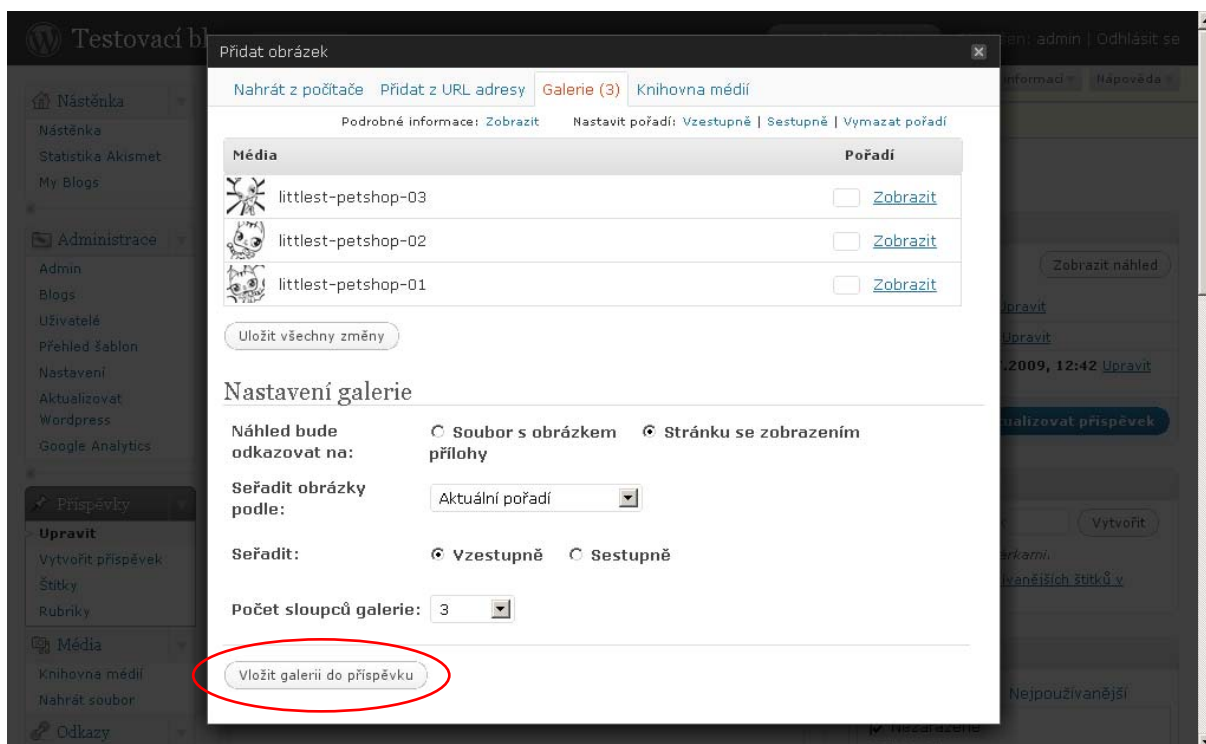 Testovací bl
en: admin | Odhlásit se
Přidat obrázek
informací
Nápověda
Nahrát z počítače Přidat z URL adresy Galerie (3) Knihovna médií
Podrobné informace: Zobrazit Nastavit pořadí: Vzestupně | Sestupně | Vymazat pořadí
Média Pořadí
littlest-petshop-03 Zobrazit
littlest-petshop-02 Zobrazit
littlest-petshop-01 Zobrazit
Uložit všechny změny
Nastavení galerie
Náhled bude odkazovat na:
Soubor s obrázkem Stránku se zobrazením
přílohy
Seřadit obrázky
podle:
Aktuální pořadí
Seřadit: Vzestupně Sestupně
Počet sloupců galerie: 3
Vložit galerii do příspěvku
Nástěnka
Nástěnka
Statistika Akismet
My Blogs
Administrace
Admin
Blogs
Uživatelé
Přehled šablon
Nastavení
Aktualizovat
Wordpress
Google Analytics
Příspěvky
Upravit
Vytvořit příspěvek
Štítky
Rubriky
Média
Knihovna médií
Nahrát soubor
Odkazy
Zobrazit náhled
Upravit
Upravit
.2009, 12:42 Upravit
ualizovat příspěvek
Vytvořit
erkami.
ívanějších štítků v
Nejpoužívanější
Nezařazené